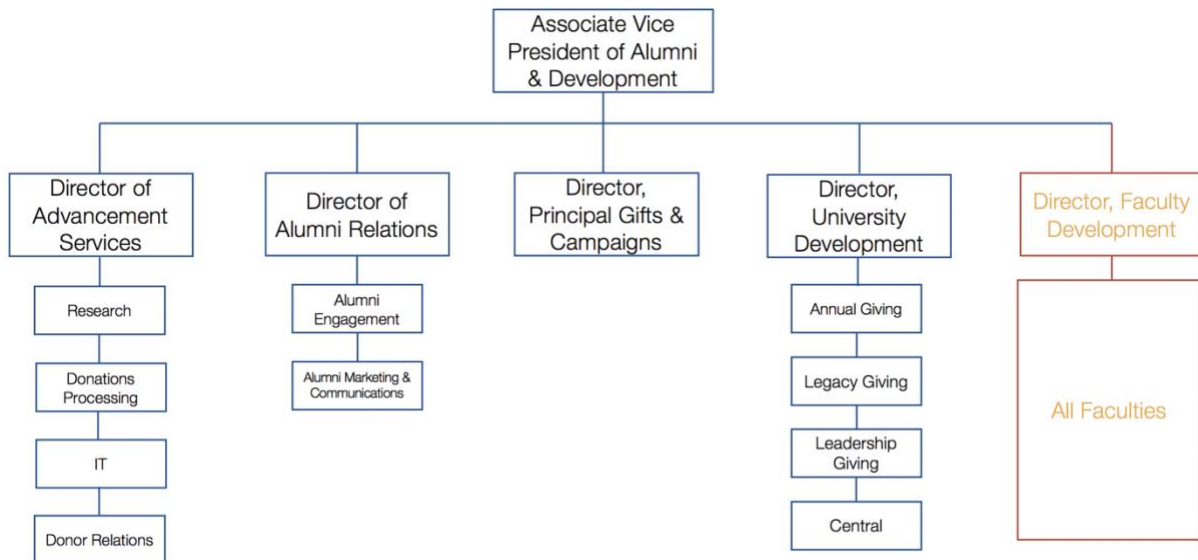 Associate Vice
President of Alumni
& Development
Director of
Advancement
Services
Director of
Alumni Relations
Director,
Principal Gifts &
Campaigns
Director,
University
Development
Director, Faculty
Development
Research
Donations
Processing
IT
Donor Relations
Alumni
Engagement
Alumni Marketing &
Communications
Annual Giving
Legacy Giving
Leadership
Giving
Central
All Faculties